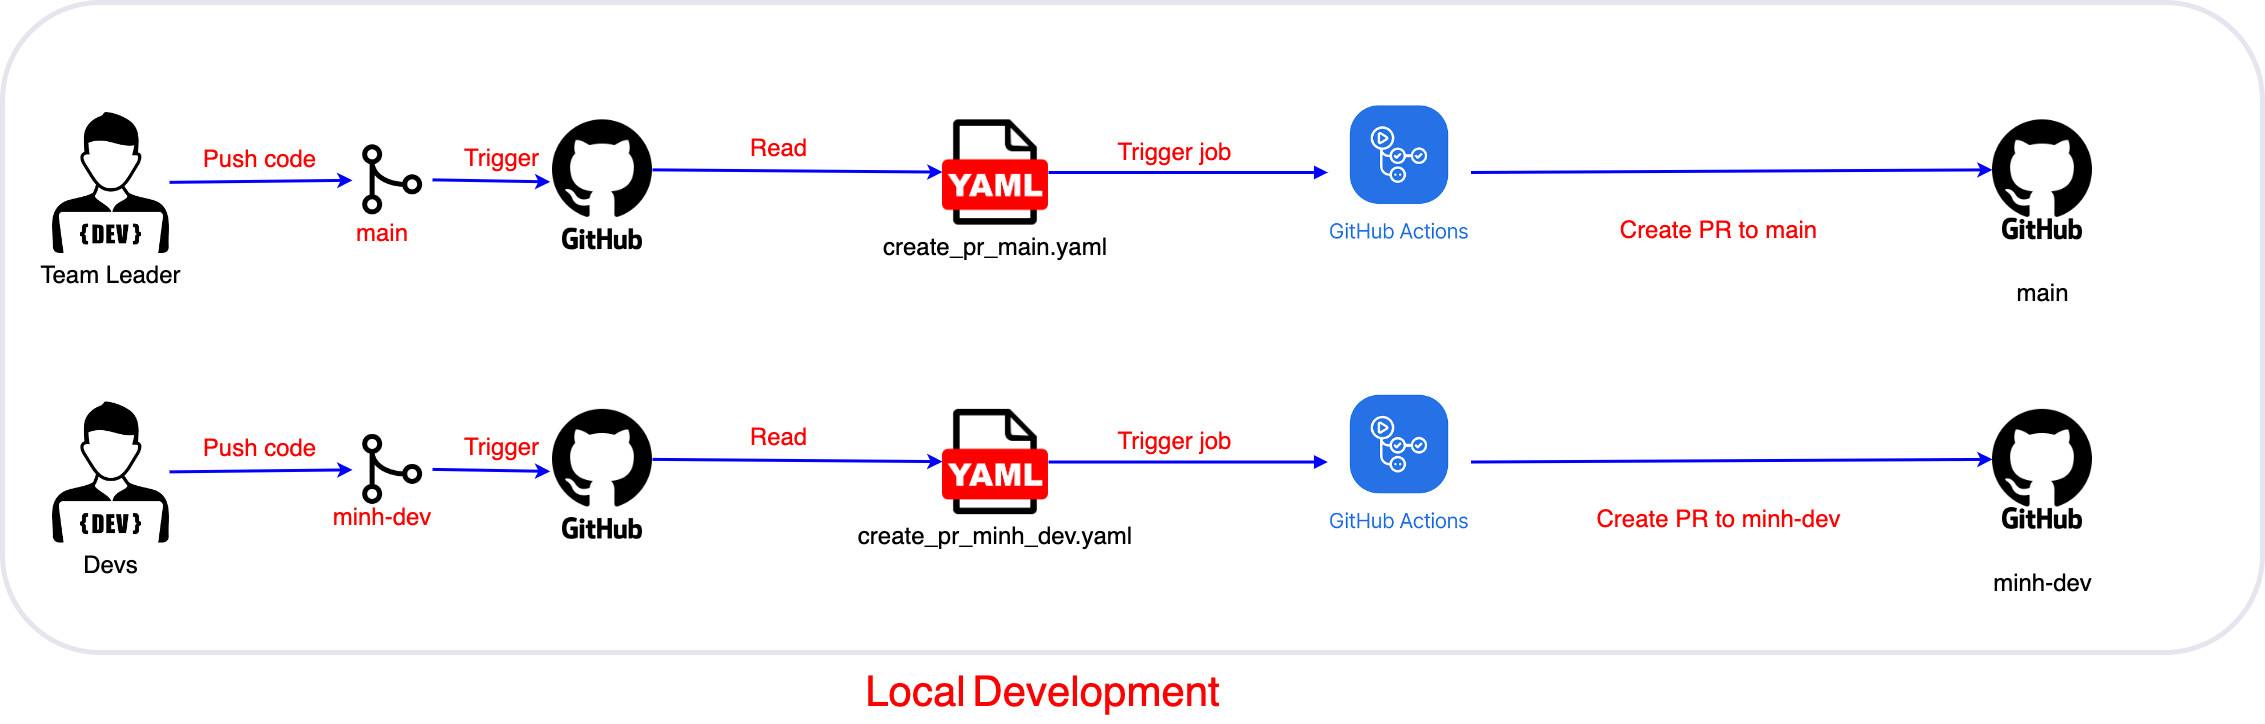 Push code
Trigger
Read
Trigger job
YAML
{DEV}
main
GitHub
create_pr_main.yaml
GitHub Actions
Create PR to main
GitHub
Team Leader
main
Push code
Trigger
Read
Trigger job
YAML
{DEV}
minh-dev
GitHub
create_pr_minh_dev.yaml
GitHub Actions
Create PR to minh-dev
GitHub
Devs
minh-dev
Local Development